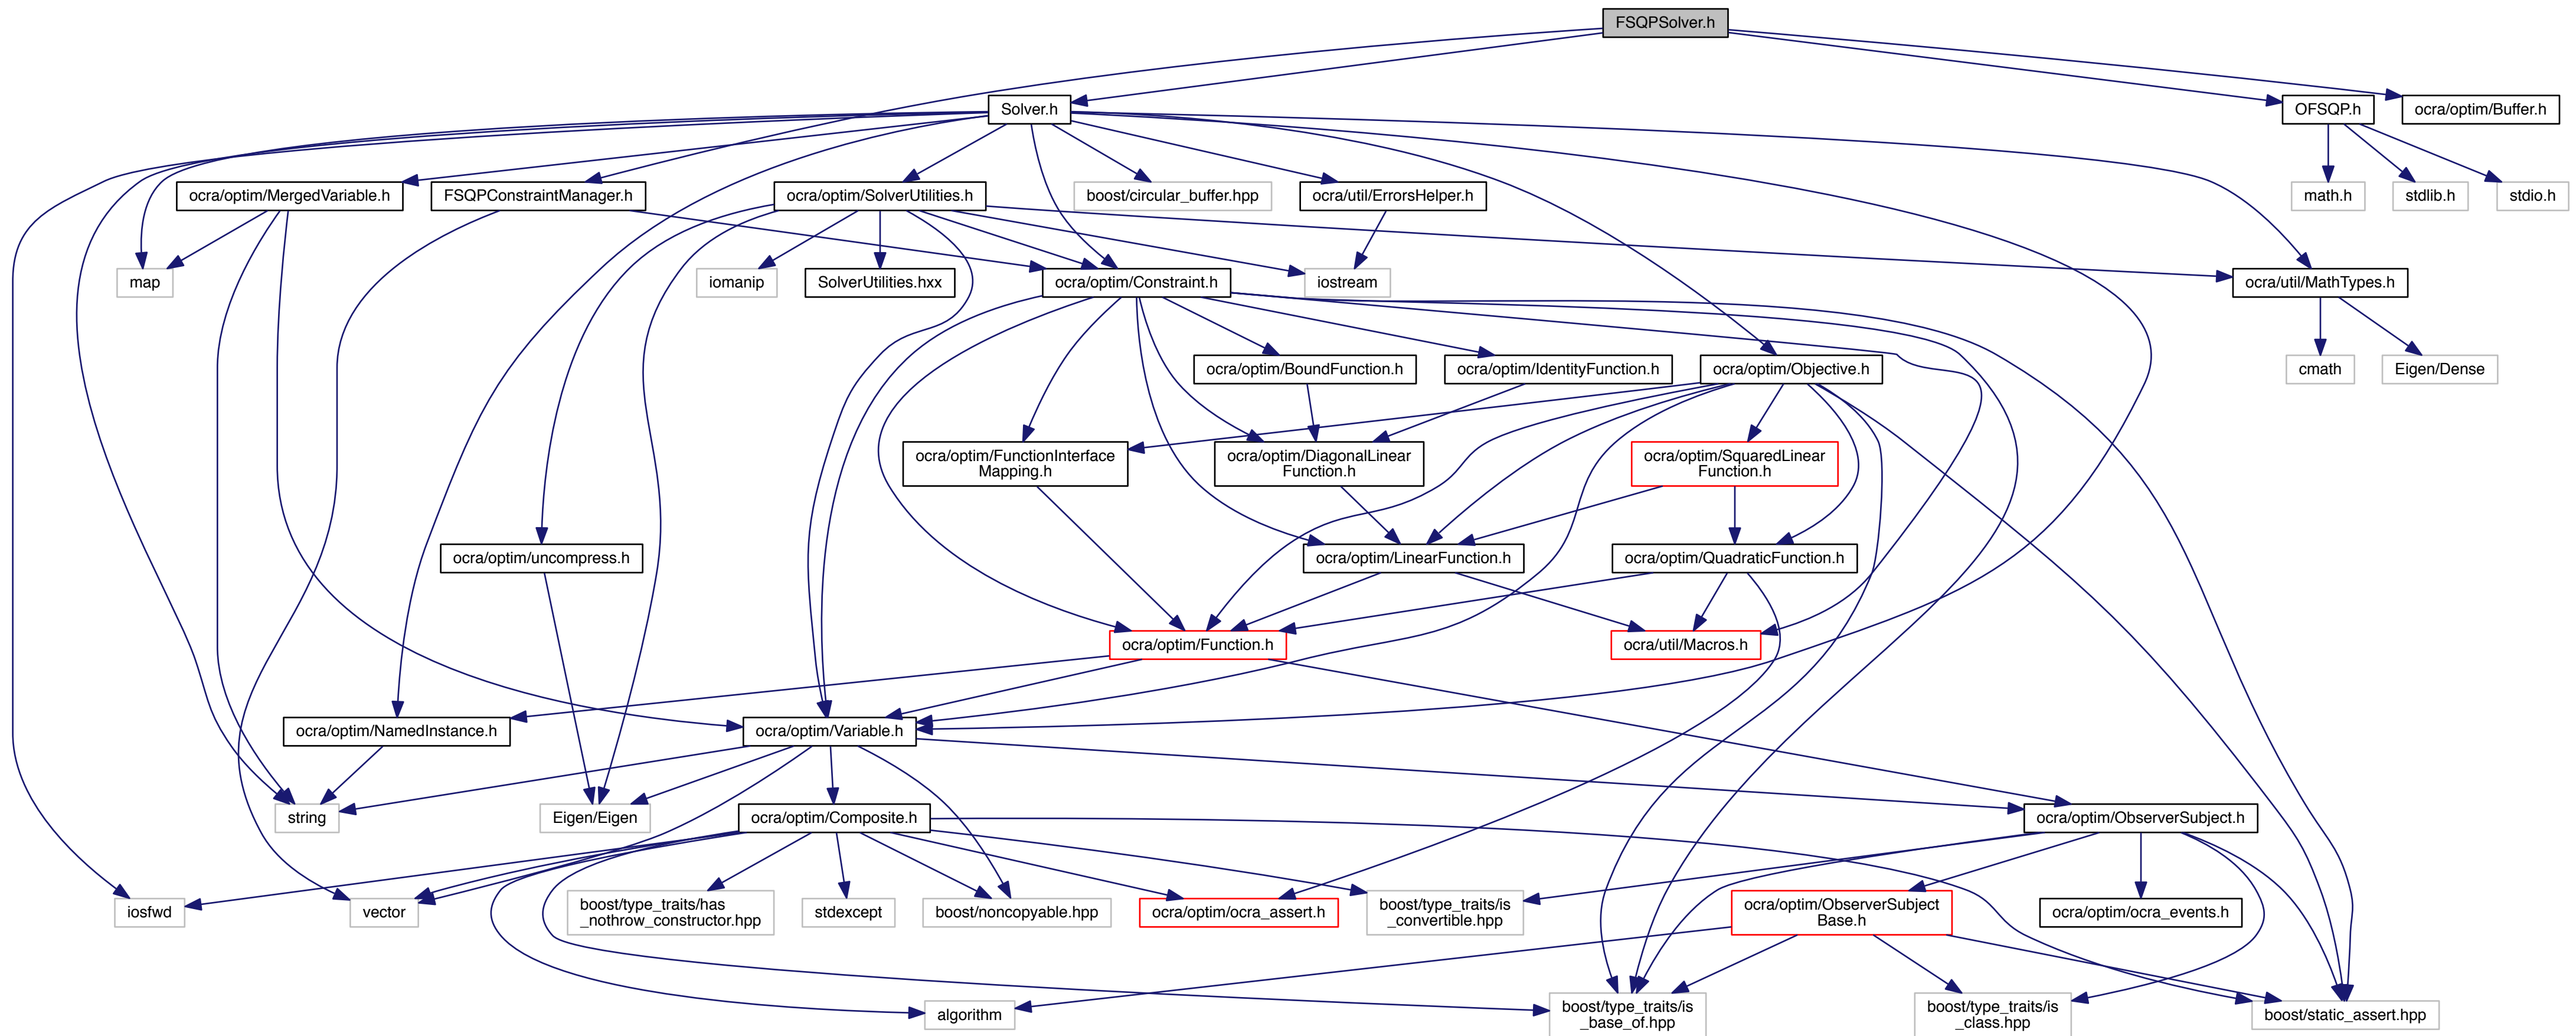 FSQPSolver.h
Solver.h
OFSQP.h
ocra/optim/Buffer.h
ocra/optim/MergedVariable.h
FSQPConstraintManager.h
ocra/optim/SolverUtilities.h
boost/circular_buffer.hpp
ocra/util/ErrorsHelper.h
math.h
stdlib.h
stdio.h
map
iomanip
SolverUtilities.hxx
ocra/optim/Constraint.h
iostream
ocra/util/MathTypes.h
ocra/optim/BoundFunction.h
ocra/optim/IdentityFunction.h
ocra/optim/Objective.h
cmath
Eigen/Dense
ocra/optim/FunctionInterface
Mapping.h
ocra/optim/DiagonalLinear
Function.h
ocra/optim/SquaredLinear
Function.h
ocra/optim/uncompress.h
ocra/optim/LinearFunction.h
ocra/optim/QuadraticFunction.h
ocra/optim/Function.h
ocra/util/Macros.h
ocra/optim/NamedInstance.h
ocra/optim/Variable.h
string
Eigen/Eigen
ocra/optim/Composite.h
ocra/optim/ObserverSubject.h
iosfwd
vector
boost/type_traits/has
_nothrow_constructor.hpp
stdexcept
boost/noncopyable.hpp
ocra/optim/ocra_assert.h
boost/type_traits/is
_convertible.hpp
ocra/optim/ObserverSubject
Base.h
ocra/optim/ocra_events.h
algorithm
boost/type_traits/is
_base_of.hpp
boost/type_traits/is
_class.hpp
boost/static_assert.hpp